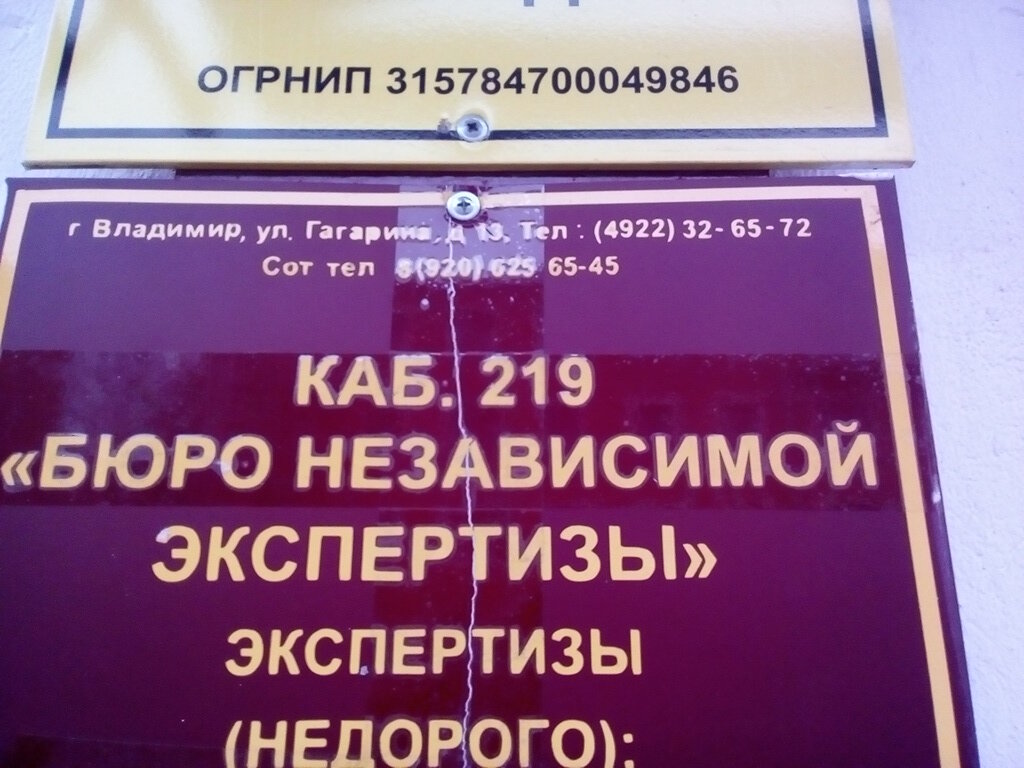 ОГРНИП 315784700049846
г Владимир, ул. Гагарина, д 13. Тел : (4922) 32-65-72
Сот тел 8(920) 625 65-45
КАБ. 219
«БЮРО НЕЗАВИСИМОЙ
ЭКСПЕРТИЗЫ»
ЭКСПЕРТИЗЫ
(НЕДОРОГО);